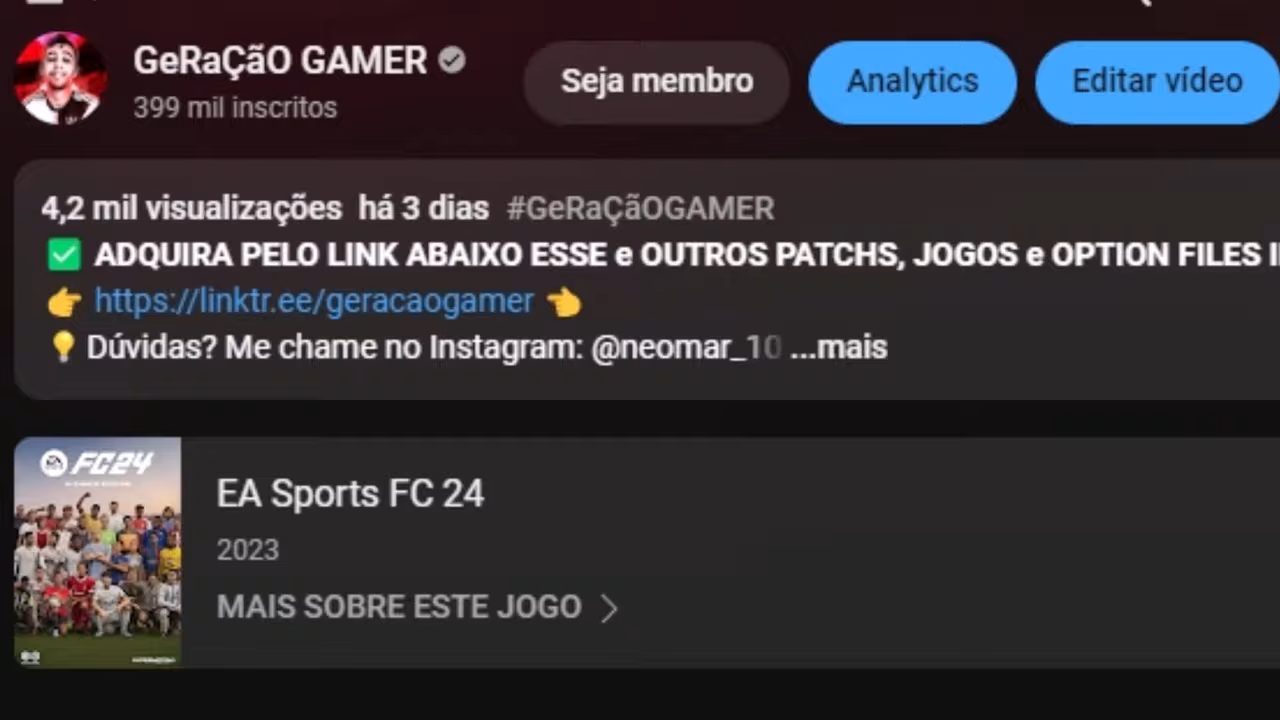 GeRaÇãO GAMER
399 mil inscritos
Seja membro
Analytics
Editar vídeo
4,2 mil visualizações há 3 dias #GeRaÇãOGAMER
✅ ADQUIRA PELO LINK ABAIXO ESSE e OUTROS PATCHS, JOGOS e OPTION FILES
👉 https://linktr.ee/geracaogamer 👈
💡 Dúvidas? Me chame no Instagram: @neomar_10 ...mais
EA FC24
EA Sports FC 24
2023
MAIS SOBRE ESTE JOGO